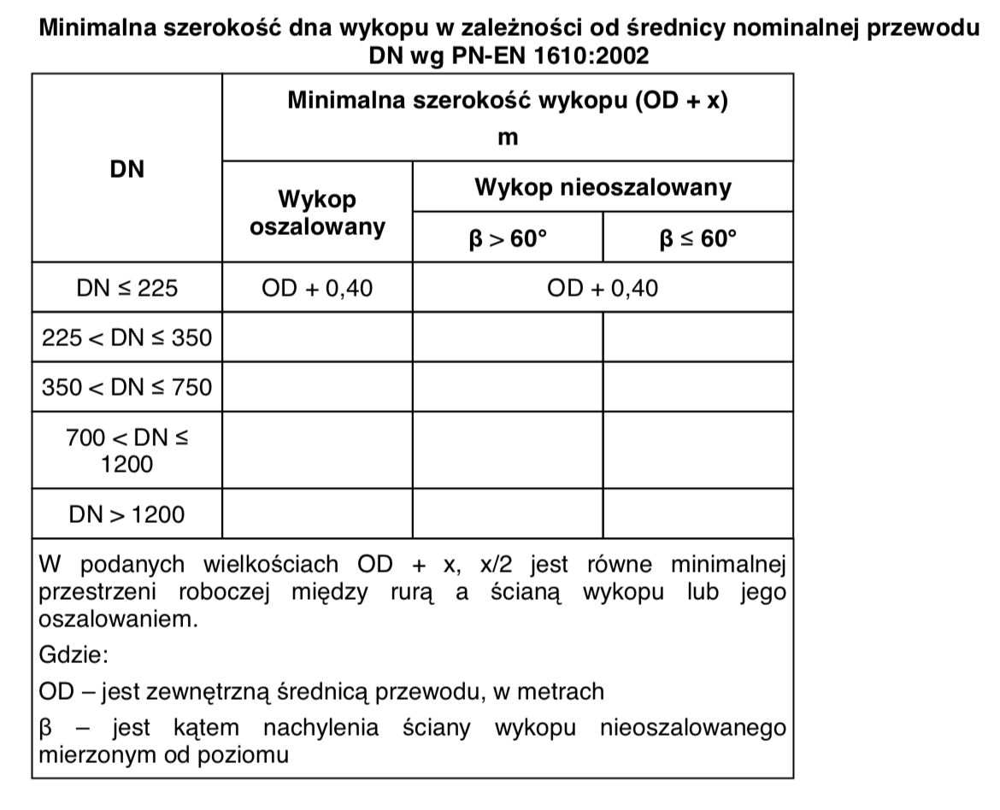 Minimalna szerokość dna wykopu w zależności od średnicy nominalnej przewodu
DN wg PN-EN 1610:2002
DN
Minimalna szerokość wykopu (OD + x)
m
Wykop
oszalowany
Wykop nieoszalowany
β > 60°
β ≤ 60°
DN ≤ 225
OD + 0,40
OD + 0,40
225 < DN ≤ 350
350 < DN ≤ 750
700 < DN ≤
1200
DN > 1200
W podanych wielkościach OD + x, x/2 jest równe minimalnej
przestrzeni roboczej między rurą a ścianą wykopu lub jego
oszalowaniem.
Gdzie:
OD – jest zewnętrzną średnicą przewodu, w metrach
β – jest kątem nachylenia ściany wykopu nieoszalowanego
mierzonym od poziomu